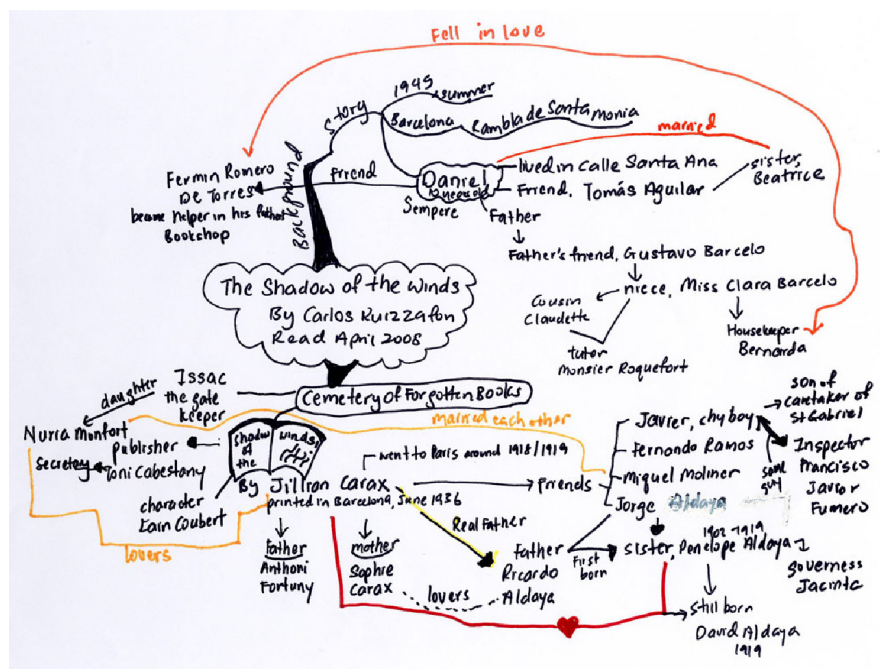 Fell in love
1945 summer
Story
Barcelona Rambla de Santa monia
married
Background
Fermin Romero
De Torres
became helper in his father
Bookshop
friend
Daniel
Sempere
lived in Calle Santa Ana
Friend, Tomás Aguilar
sister,
Beatrice
Father
Father's friend, Gustavo Barcelo
niece, Miss Clara Barcelo
cousin
Claudette
tutor
Monsier Roquefort
Housekeeper
Bernarda
The Shadow of the Winds
By Carlos Ruizzafon
Read April 2008
Cemetery of Forgotten Books
daughter
Issac
the gate
keeper
married each other
Nurra Monfort
Publisher
Toni Cabestany
Secretary
Shadow
of the
winds
By Jillian Carax
printed in Barcelona, June 1936
character
Lain Coubert
lovers
went to Paris around 1918/1919
Friends
Javier, chy boy
son of
caretaker of
St Gabriel
Fernando Ramos
Miquel Moliner
Jorge Aldaya
same
guy
Inspector
Francisco
Javier
Fumero
Real Father
Father
Anthoni
Fortuny
mother
Sophie
Carax
lovers
Father
Ricardo
Aldaya
First
born
1902-1919
Sister, Penelope Aldaya
Governess
Jacinta
Still born
David Aldaya
1919